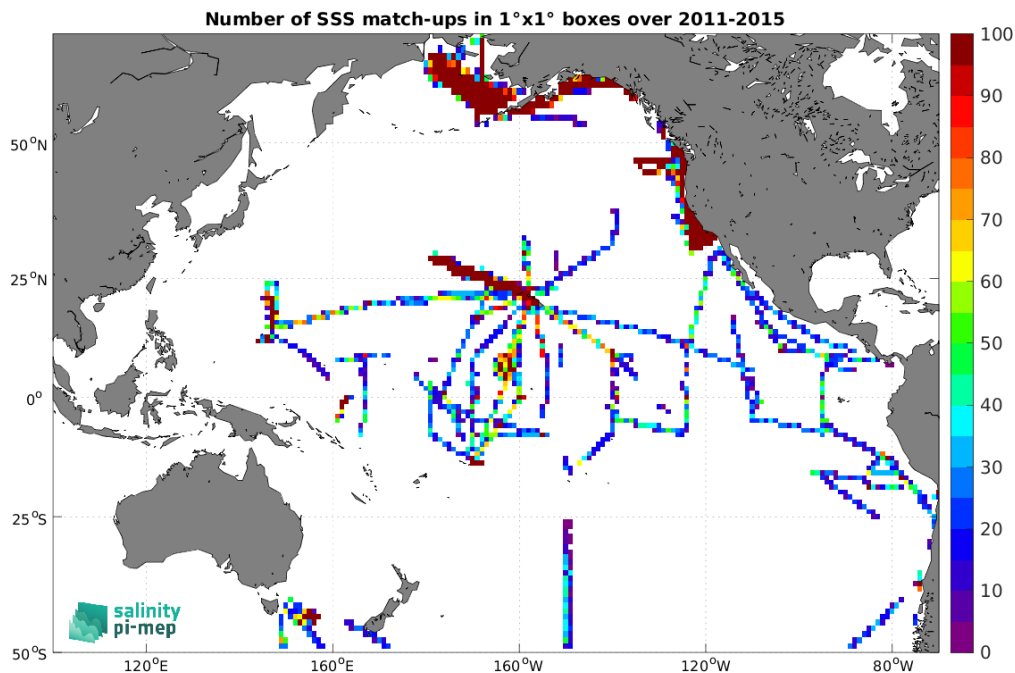 Number of SSS match-ups in 1°x1° boxes over 2011-2015
100
90
80
70
60
50
40
30
20
10
0
50°N
25°N
0°
25°S
50°S
120°E
160°E
160°W
120°W
80°W
salinity
pi-mep